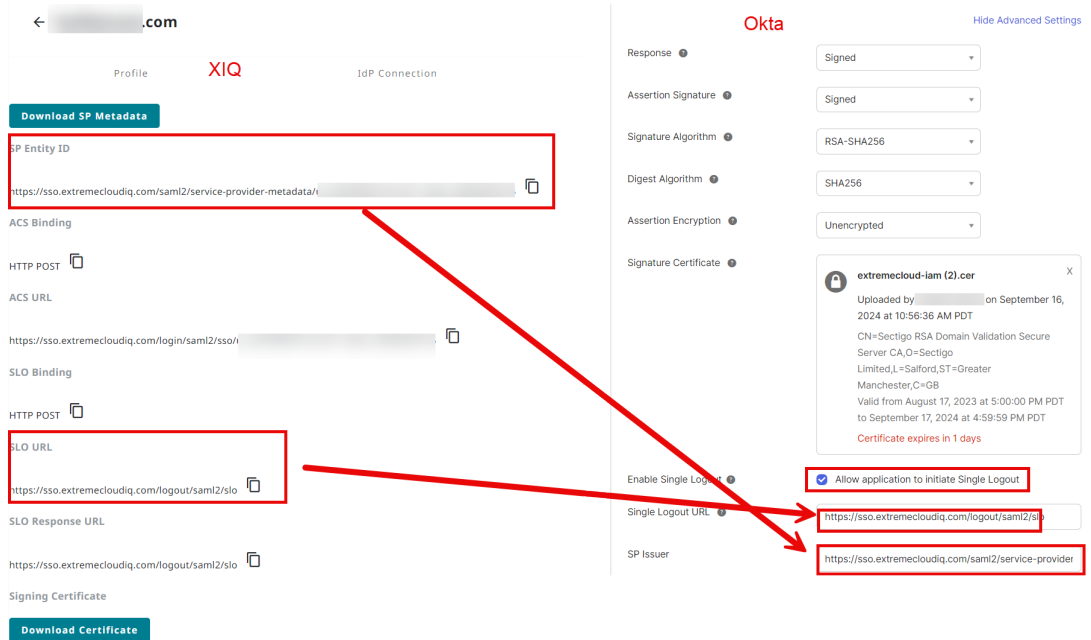 ← .com
XIQ
Profile
IdP Connection
Download SP Metadata
SP Entity ID
https://sso.extremecloudiq.com/saml2/service-provider-metadata/
ACS Binding
HTTP POST
ACS URL
https://sso.extremecloudiq.com/login/saml2/sso/
SLO Binding
HTTP POST
SLO URL
https://sso.extremecloudiq.com/logout/saml2/slo
SLO Response URL
https://sso.extremecloudiq.com/logout/saml2/slo
Signing Certificate
Download Certificate
Okta
Hide Advanced Settings
Response
Signed
Assertion Signature
Signed
Signature Algorithm
RSA-SHA256
Digest Algorithm
SHA256
Assertion Encryption
Unencrypted
Signature Certificate
extremecloud-iam (2).cer
X
Uploaded by on September 16,
2024 at 10:56:36 AM PDT
CN=Sectigo RSA Domain Validation Secure
Server CA,O=Sectigo
Limited,L=Salford,ST=Greater
Manchester,C=GB
Valid from August 17, 2023 at 5:00:00 PM PDT
to September 17, 2024 at 4:59:59 PM PDT
Certificate expires in 1 days
Enable Single Logout
Allow application to initiate Single Logout
Single Logout URL
https://sso.extremecloudiq.com/logout/saml2/slo
SP Issuer
https://sso.extremecloudiq.com/saml2/service-provider